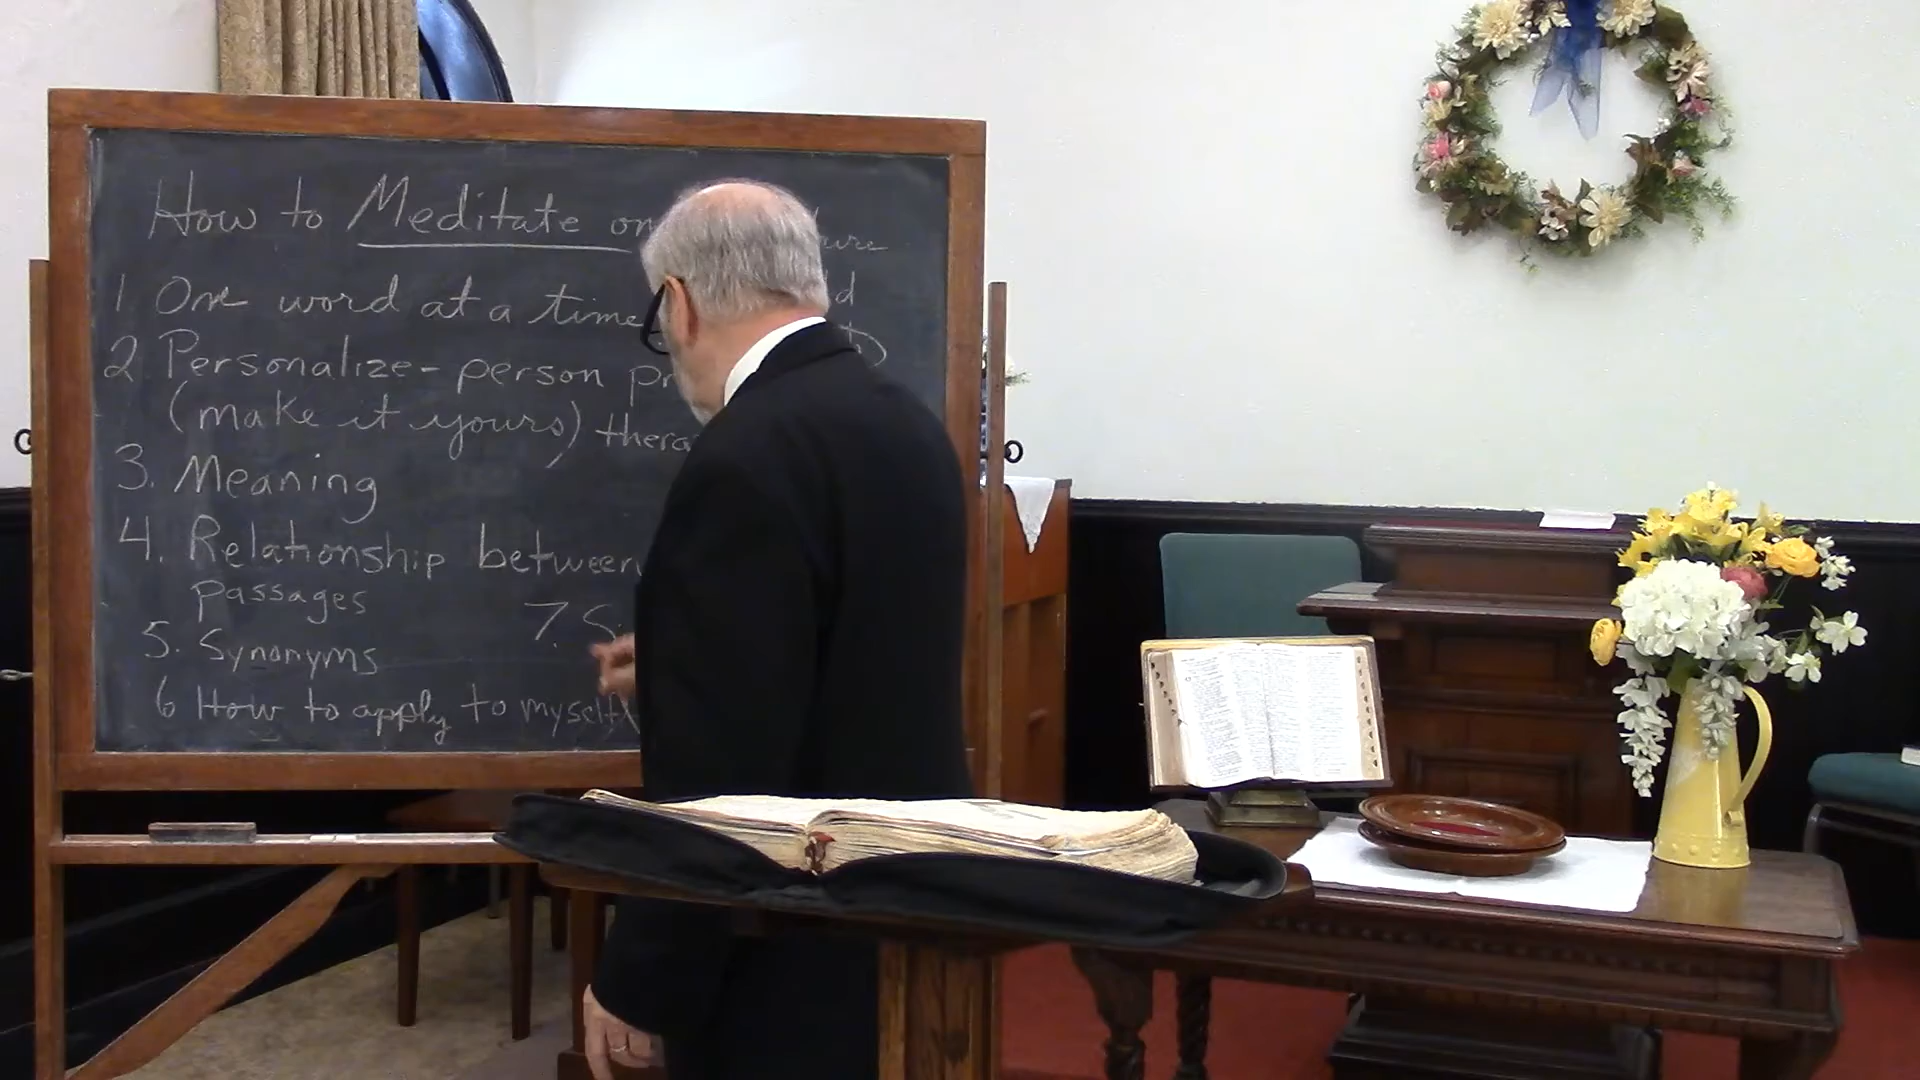 How to Meditate on
1. One word at a time
2 Personalize - person
(make it yours)
3. Meaning
4. Relationship between
passages
5. Synonyms
6 How to apply to myself
7.